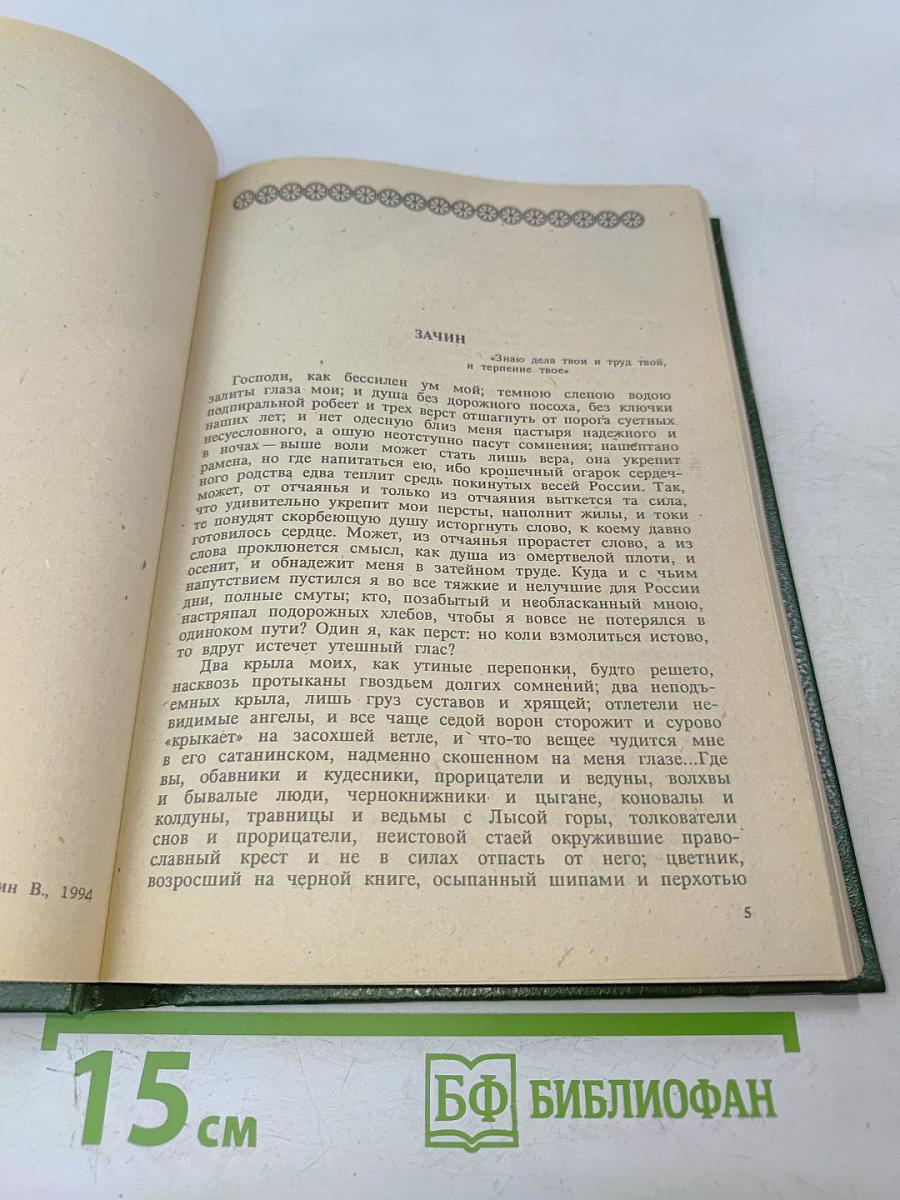 ЗАЧИН
«Знаю дела твои и труд твой,
и терпение твое»
Господи, как бессилен ум мой; темною слепою водою
залиты глаза мои; и душа без дорожного посоха, без ключки
подпиральной робеет и трех верст отшагнуть от порога суетных
наших лет; и нет одесную близ меня пастыря надежного и
несуесловного, а ошую неотступно пасут сомнения; нашептано
в ночах — выше воли может стать лишь вера, она укрепит
рамена, но где напитаться ею, ибо крошечный огарок сердеч-
ного родства едва теплит средь покинутых весей России. Так,
может, от отчаянья и только из отчаяния выткется та сила,
что удивительно укрепит мои персты, наполнит жилы, и токи
те понудят скорбеющую душу исторгнуть слово, к коему давно
готовилось сердце. Может, из отчаянья прорастет слово, а из
слова проклюнется смысл, как душа из омертвелой плоти, и
осенит, и обнадежит меня в затейном труде. Куда и с чьим
напутствием пустился я во все тяжкие и нелучшие для России
дни, полные смуты; кто, позабытый и необласканный мною,
настряпал подорожных хлебов, чтобы я вовсе не потерялся в
одиноком пути? Один я, как перст: но коли взмолиться истово,
то вдруг истечет утешный глас?
Два крыла моих, как утиные перепонки, будто решето,
насквозь протыканы гвоздьем долгих сомнений; два неподъ-
емных крыла, лишь груз суставов и хрящей; отлетели не-
видимые ангелы, и все чаще седой ворон сторожит и сурово
«крыкает» на засохшей ветле, и что-то вещее чудится мне
в его сатанинском, надменно скошенном на меня глазе...Где
вы, обавники и кудесники, прорицатели и ведуны, волхвы
и бывалые люди, чернокнижники и цыгане, коновалы и
колдуны, травницы и ведьмы с Лысой горы, толкователи
снов и прорицатели, неистовой стаей окружившие право-
славный крест и не в силах отпасть от него; цветник,
возросший на черной книге, осыпанный шипами и перхотью
5
ин В., 1994
15 см
БФ БИБЛИОФАН